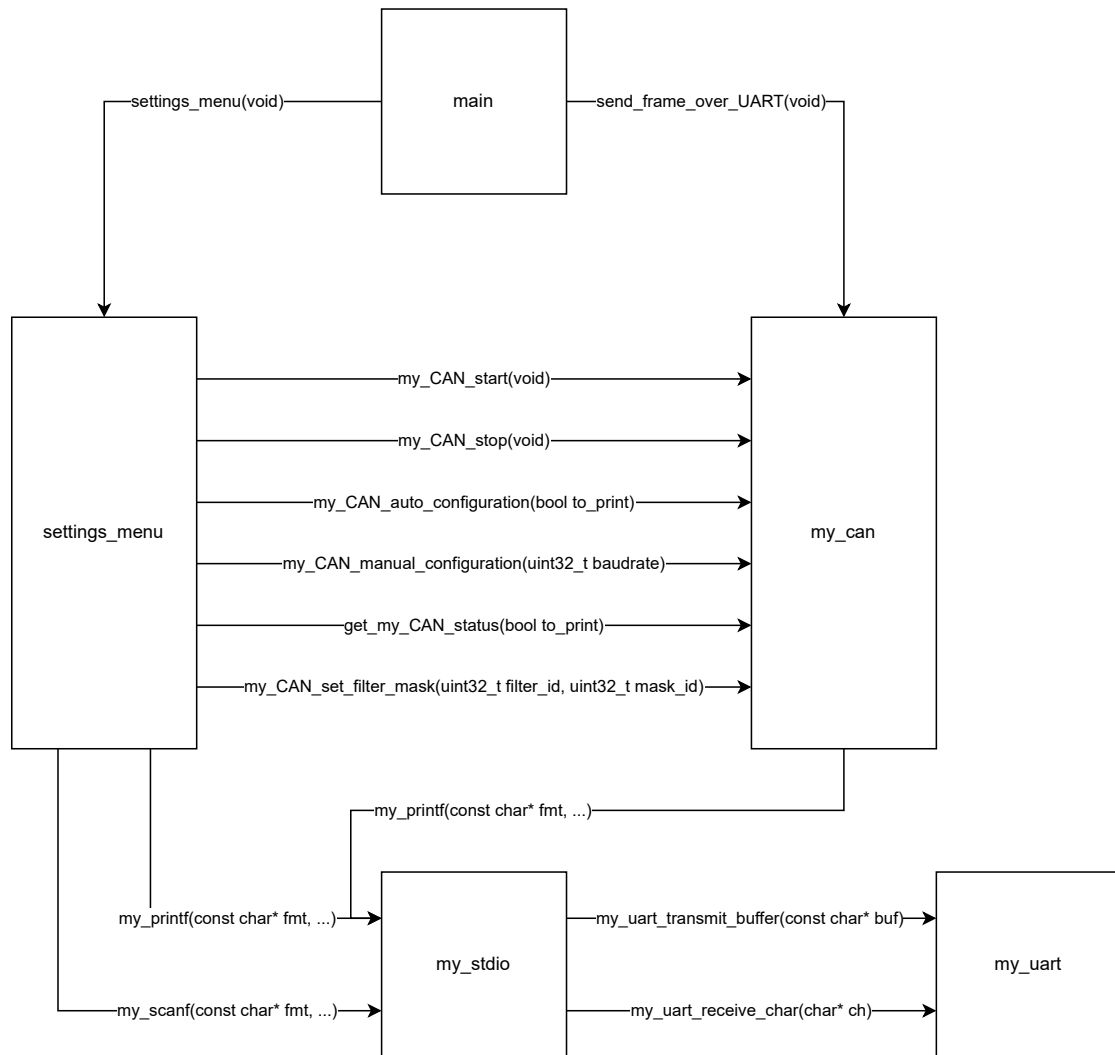 settings_menu(void)
main
send_frame_over_UART(void)
my_CAN_start(void)
my_CAN_stop(void)
my_CAN_auto_configuration(bool to_print)
settings_menu
my_can
my_CAN_manual_configuration(uint32_t baudrate)
get_my_CAN_status(bool to_print)
my_CAN_set_filter_mask(uint32_t filter_id, uint32_t mask_id)
my_printf(const char* fmt, ...)
my_printf(const char* fmt, ...)
my_uart_transmit_buffer(const char* buf)
my_stdio
my_uart
my_scanf(const char* fmt, ...)
my_uart_receive_char(char* ch)